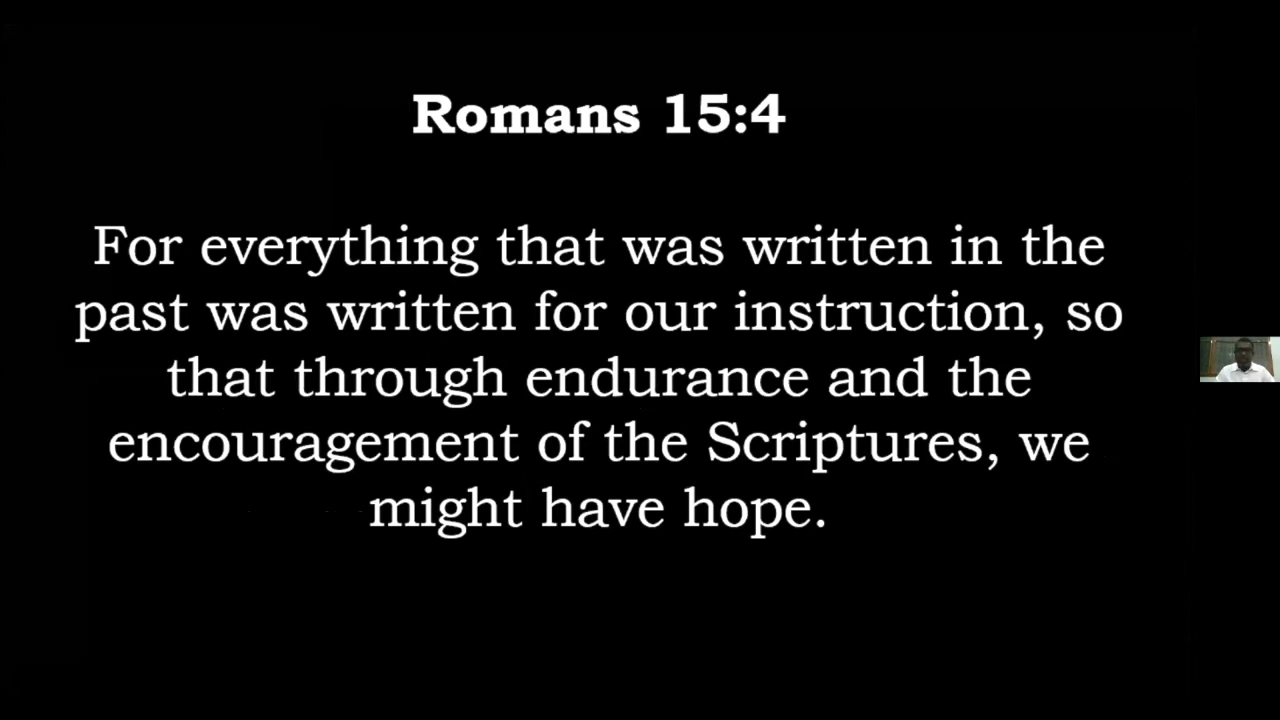 Romans 15:4
For everything that was written in the
past was written for our instruction, so
that through endurance and the
encouragement of the Scriptures, we
might have hope.